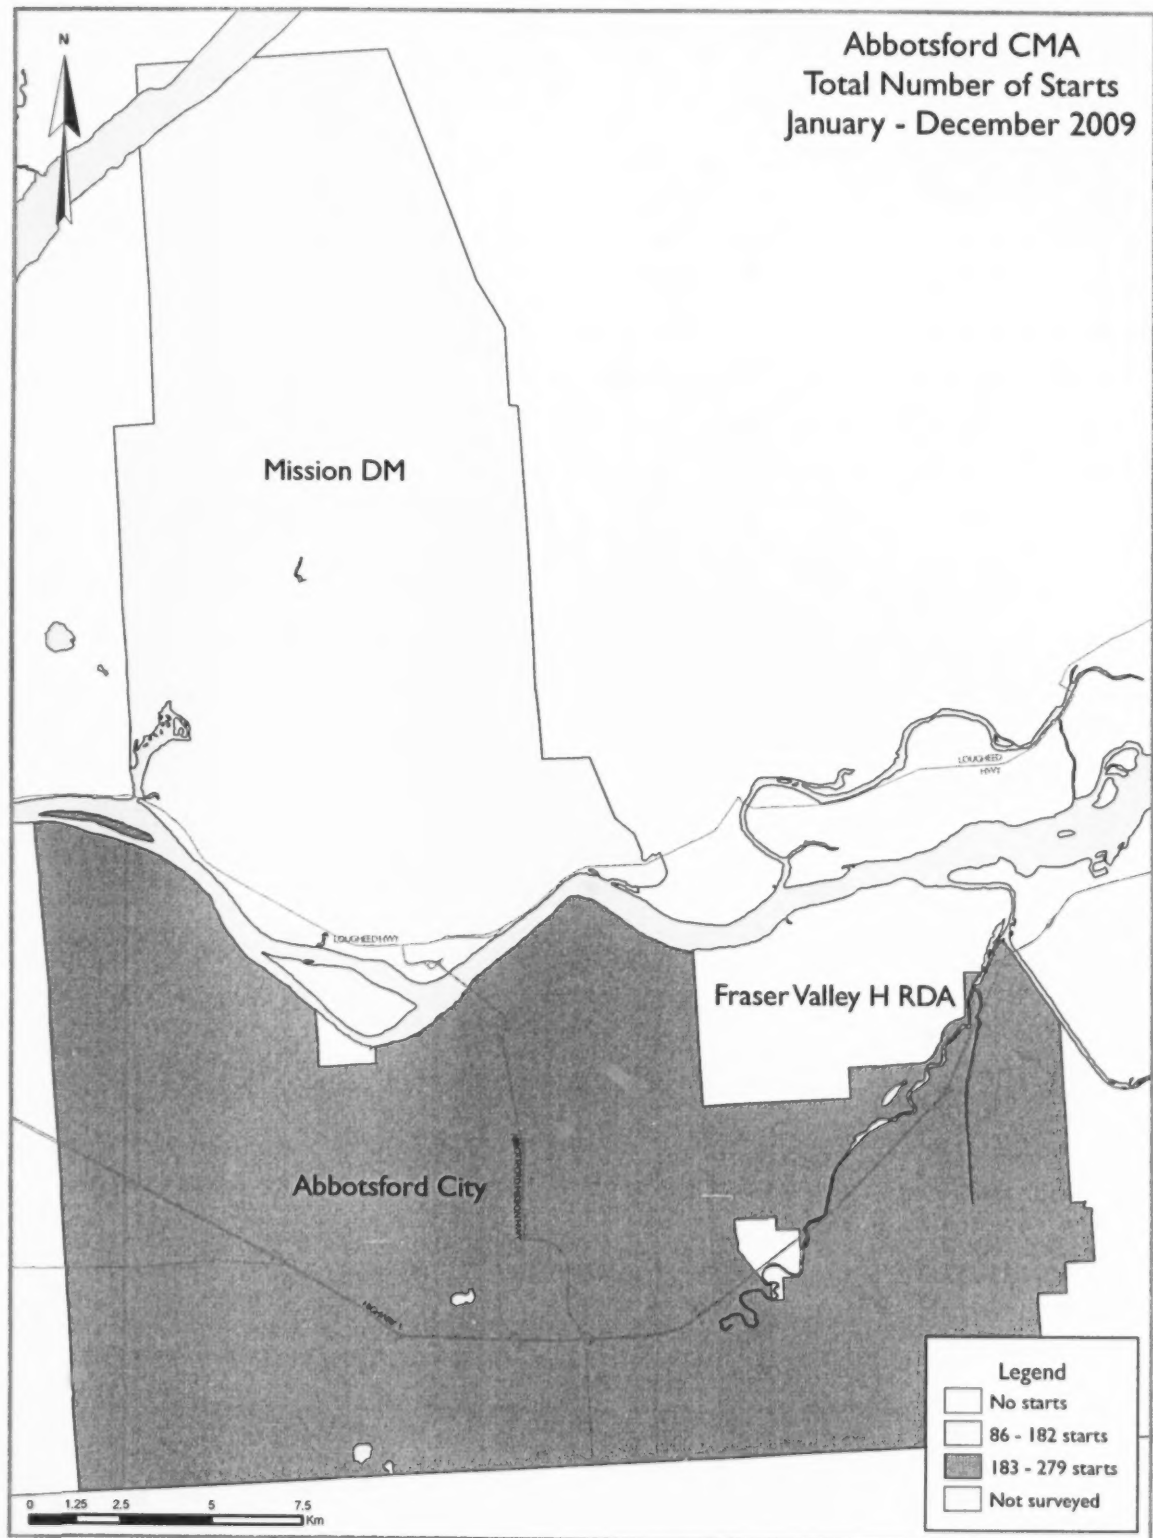 N
Abbotsford CMA
Total Number of Starts
January - December 2009
Mission DM
LOUGHEED
HWY
LOUGHEED HWY
Fraser Valley H RDA
Abbotsford City
HIGHWAY 1
Legend
No starts
86 - 182 starts
183 - 279 starts
Not surveyed
0 1.25 2.5 5 7.5
Km